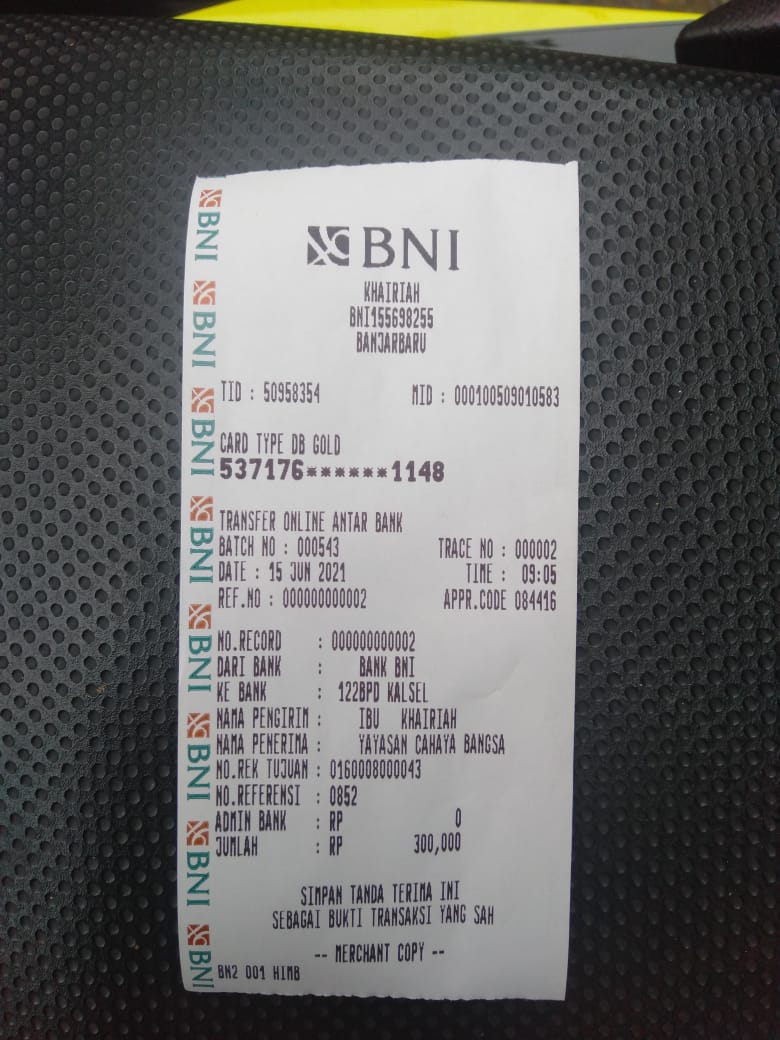 BNI
KHAIRIAH
BNI155698255
BANJARBARU
TID : 50958354 MID : 000100509010583
CARD TYPE DB GOLD
537176******1148
TRANSFER ONLINE ANTAR BANK
BATCH NO : 000543 TRACE NO : 000002
DATE : 15 JUN 2021 TIME : 09:05
REF.NO : 000000000002 APPR.CODE 084416
NO.RECORD : 000000000002
DARI BANK : BANK BNI
KE BANK : 122BPD KALSEL
NAMA PENGIRIM : IBU KHAIRIAH
NAMA PENERIMA : YAYASAN CAHAYA BANGSA
NO.REK TUJUAN : 0160008000043
NO.REFERENSI : 0852
ADMIN BANK : RP 0
JUMLAH : RP 300,000
SIMPAN TANDA TERIMA INI
SEBAGAI BUKTI TRANSAKSI YANG SAH
-- MERCHANT COPY --
BN2 001 HIMB
BNI
BNI
BNI
BNI
BNI
BNI
BNI
BNI